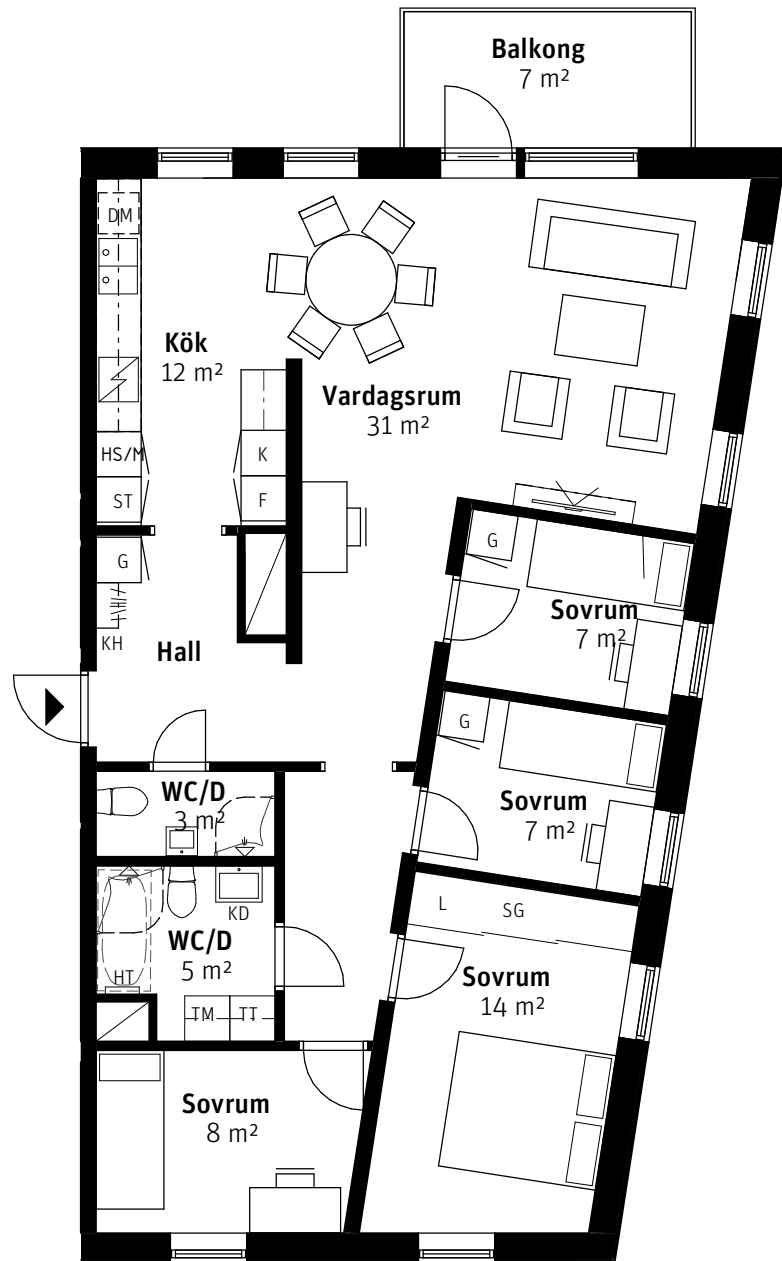 Balkong
7 m²
DM
Kök
12 m²
Vardagsrum
31 m²
HS/M
K
ST
F
G
G
Sovrum
7 m²
KH
Hall
G
WC/D
3 m²
Sovrum
7 m²
L
SG
KD
WC/D
5 m²
HT
Sovrum
14 m²
TM
TT
Sovrum
8 m²